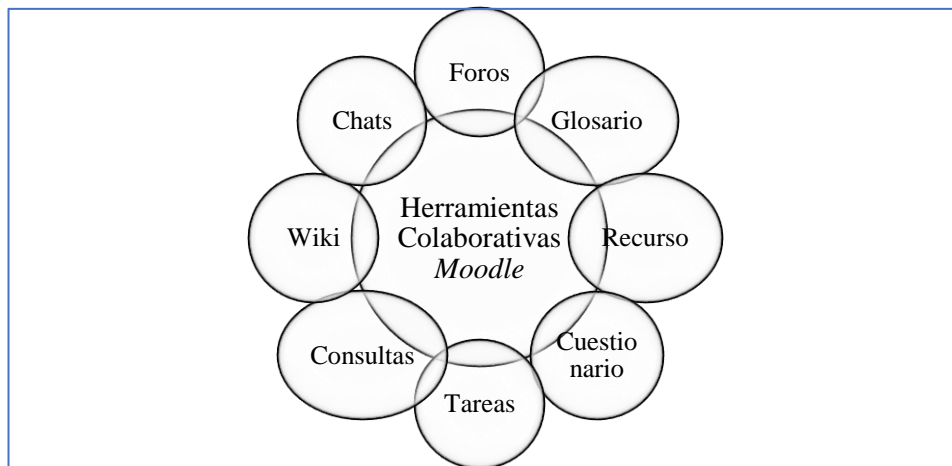 Foros
Glosario
Recurso
Cuestio
nario
Tareas
Consultas
Wiki
Chats
Herramientas
Colaborativas
Moodle